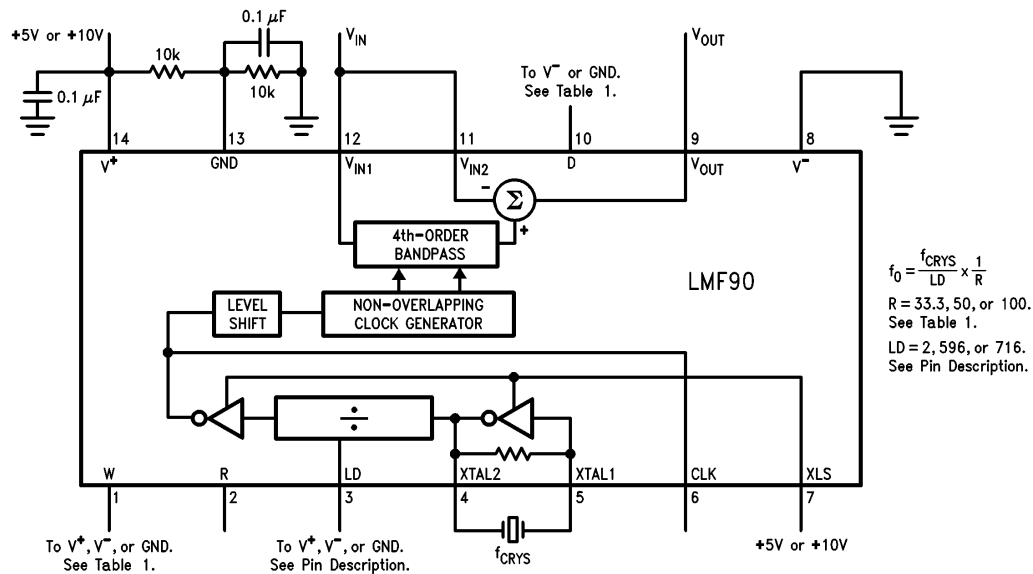 +5V or +10V
0.1 μF
10k
0.1 μF
10k
V_IN
To V⁻ or GND.
See Table 1.
V_OUT
14
13
12
11
10
9
8
V⁺
GND
V_IN1
V_IN2
D
V_OUT
V⁻
−
Σ
+
4th-ORDER
BANDPASS
LEVEL
SHIFT
NON-OVERLAPPING
CLOCK GENERATOR
LMF90
f₀ = f_CRYS/LD x 1/R
R = 33.3, 50, or 100.
See Table 1.
LD = 2, 596, or 716.
See Pin Description.
÷
W
R
LD
XTAL2
XTAL1
CLK
XLS
1
2
3
4
5
6
7
To V⁺, V⁻, or GND.
See Table 1.
To V⁺, V⁻, or GND.
See Pin Description.
f_CRYS
+5V or +10V